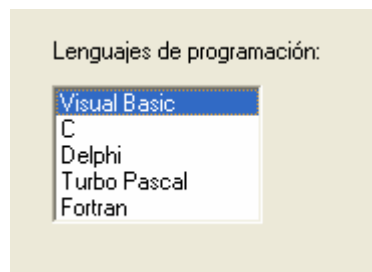 Lenguajes de programación:
Visual Basic
C
Delphi
Turbo Pascal
Fortran